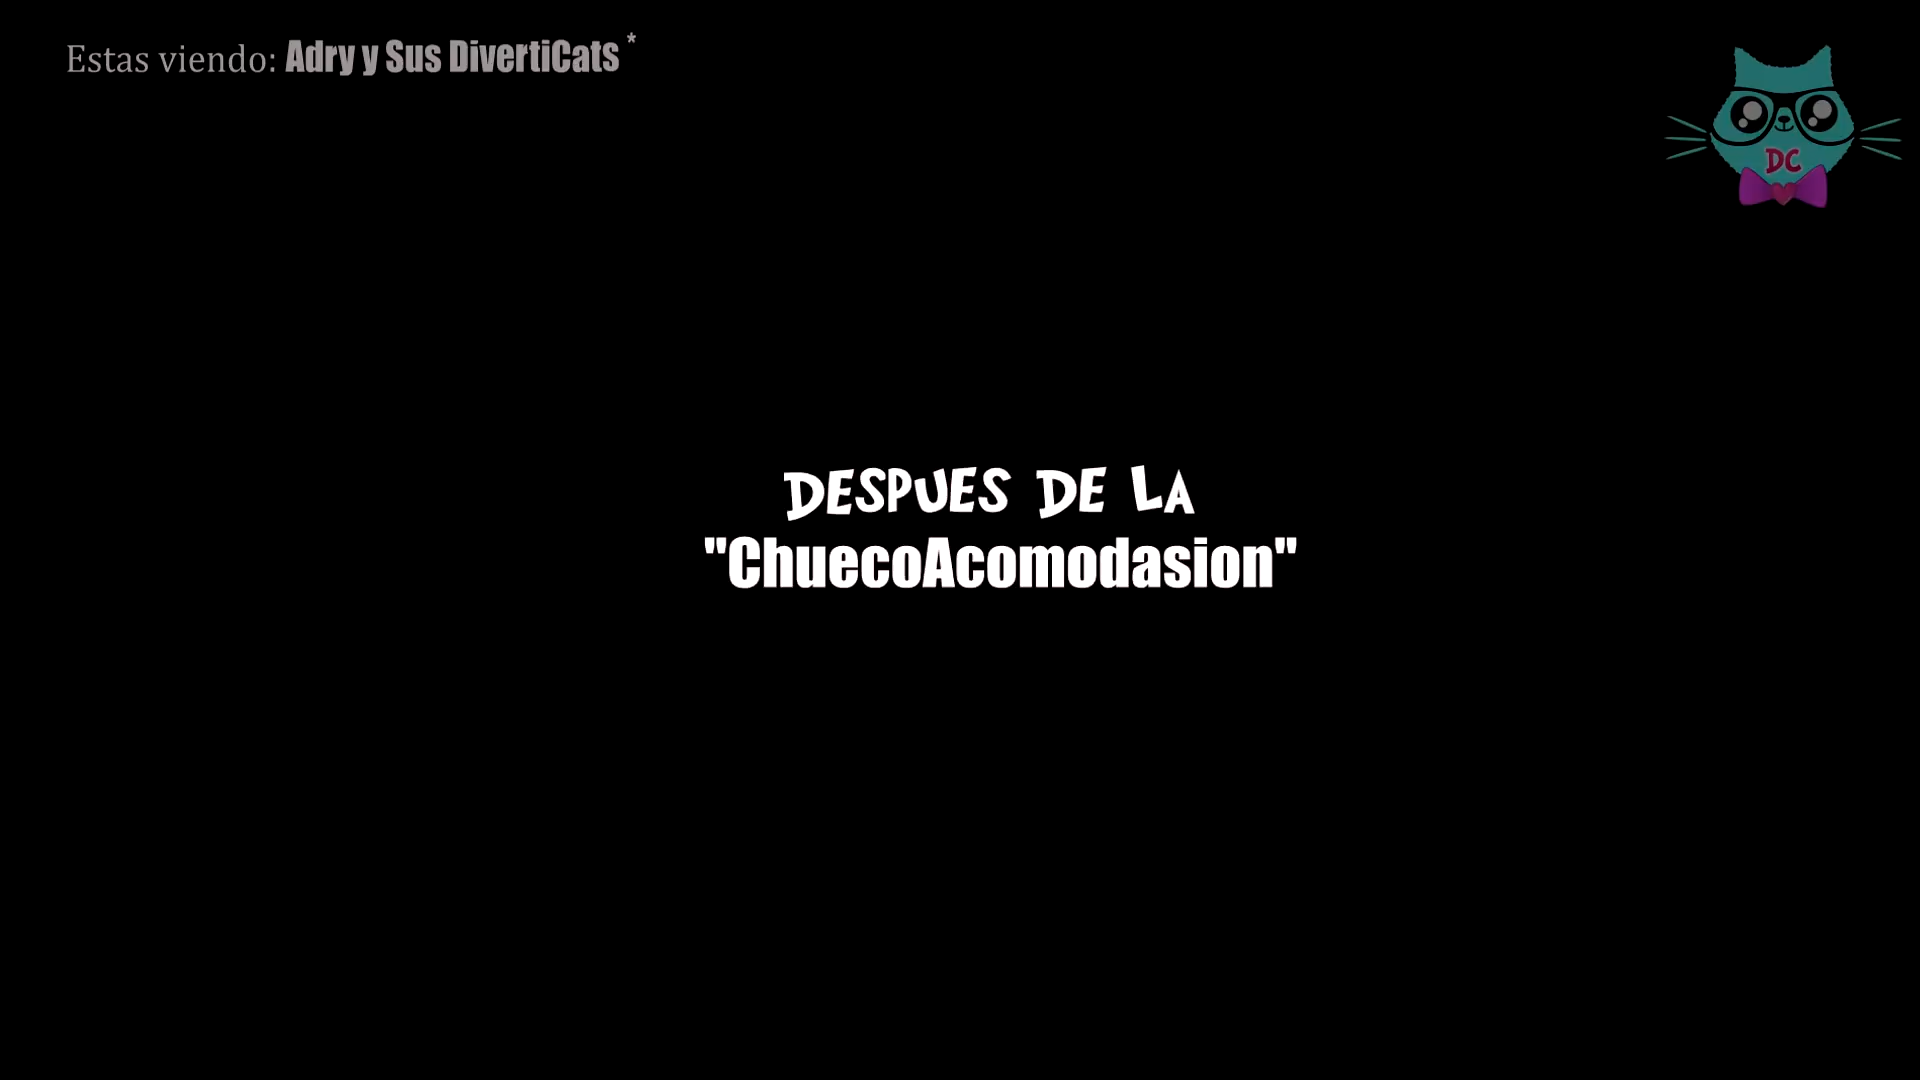 Estas viendo: Adry y Sus DivertiCats *
DC
DESPUES DE LA
"ChuecoAcomodasion"